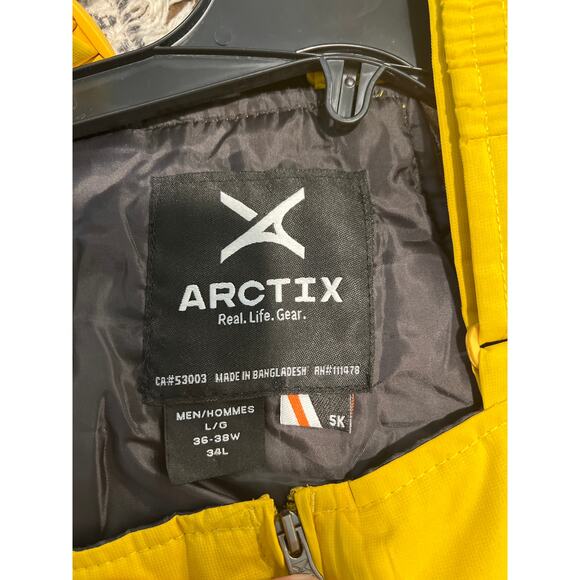 ARCTIX
Real. Life. Gear.
CA#53003 MADE IN BANGLADESH RN#111478
MEN/HOMMES
L/G
36-38W
34L
5K